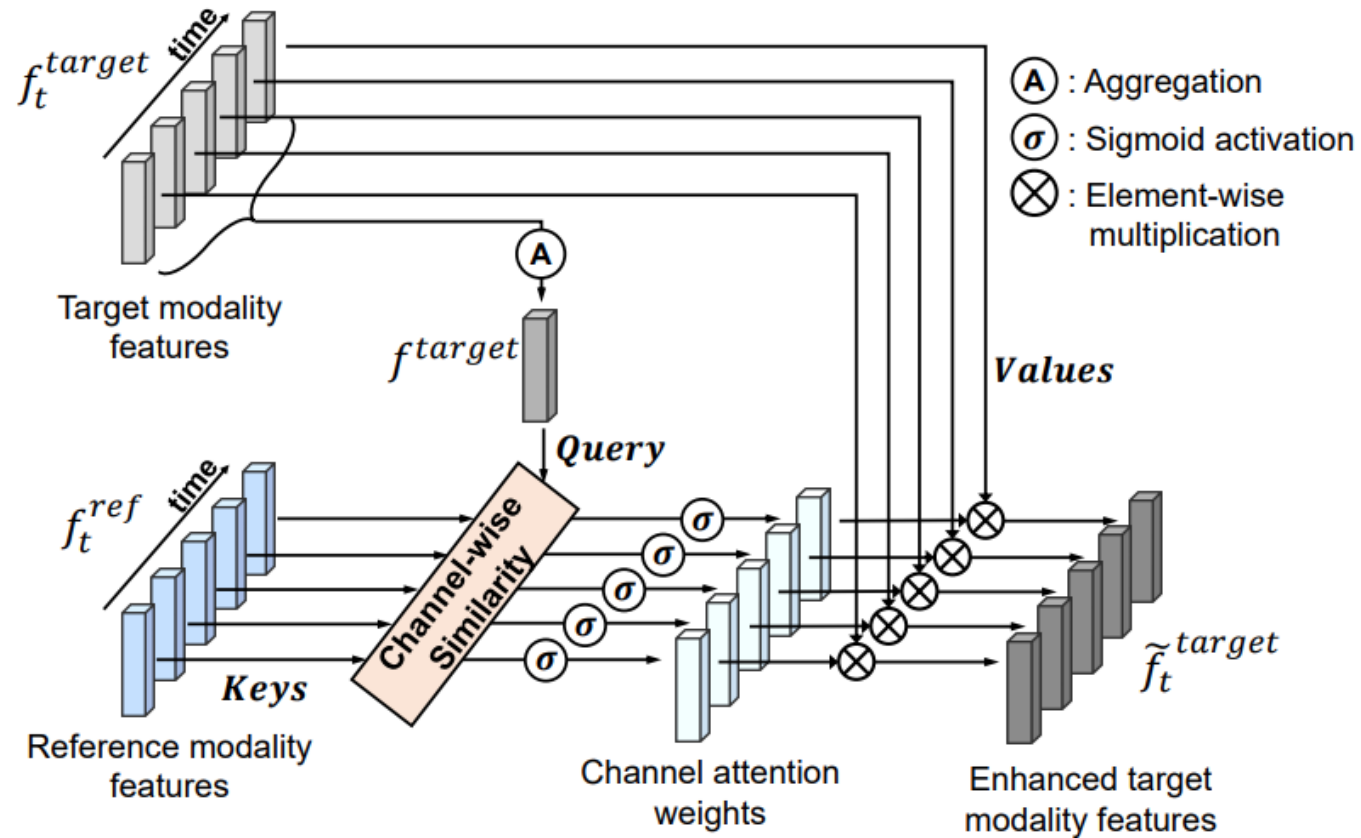 time
f_t^{target}
Target modality
features
A : Aggregation
σ : Sigmoid activation
⊗ : Element-wise
multiplication
A
f^{target}
Query
Values
time
f_t^{ref}
Channel-wise
Similarity
σ
σ
σ
σ
σ
Keys
\tilde{f}_t^{target}
Reference modality
features
Channel attention
weights
Enhanced target
modality features